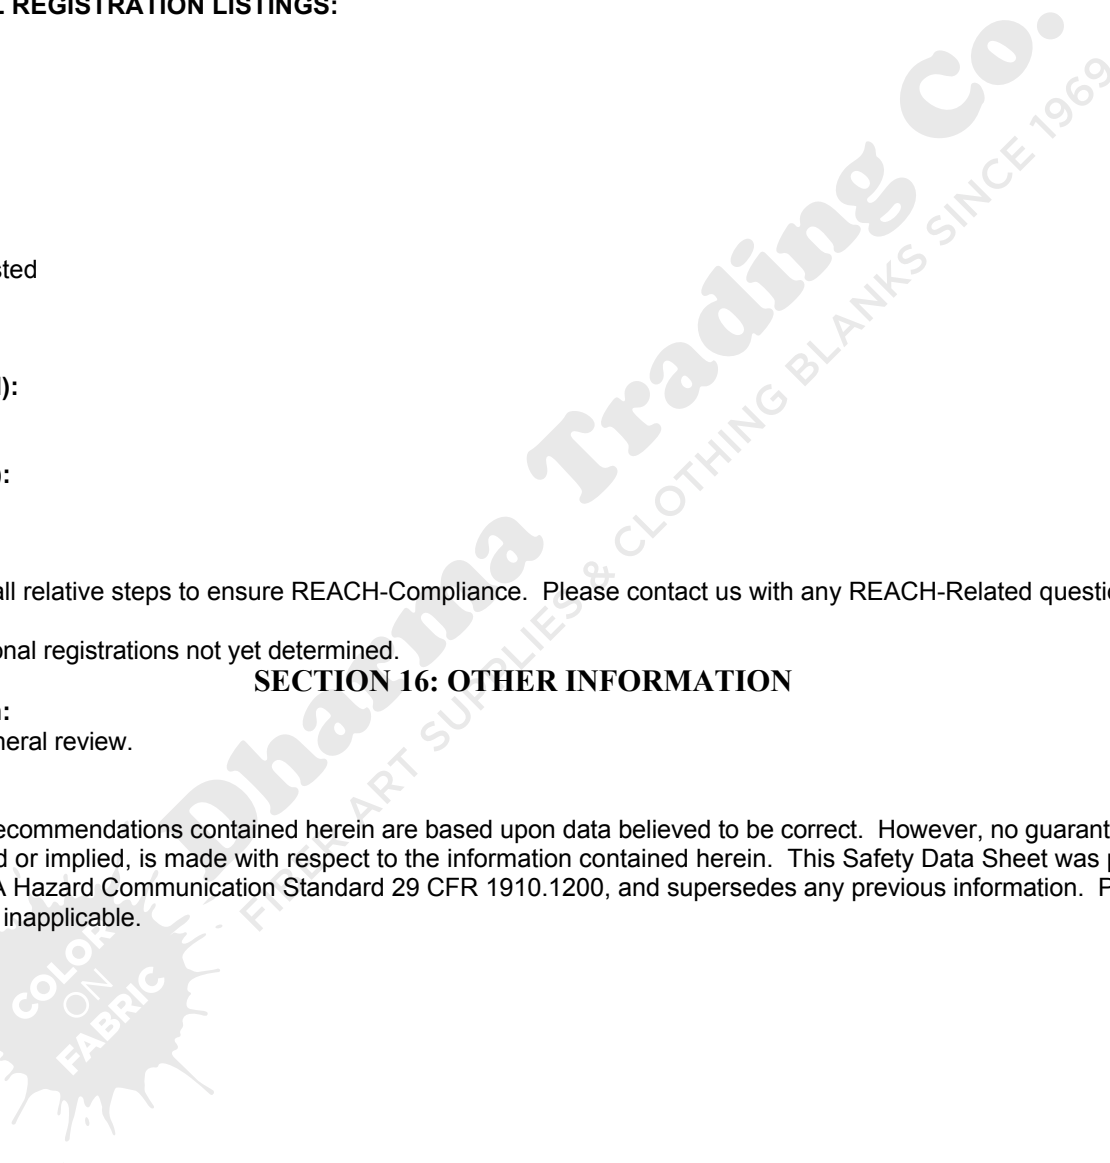 REGISTRATION LISTINGS:
sted
):
):
all relative steps to ensure REACH-Compliance.  Please contact us with any REACH-Related questi
onal registrations not yet determined.
SECTION 16: OTHER INFORMATION
:
neral review.
ecommendations contained herein are based upon data believed to be correct.  However, no guarant
d or implied, is made with respect to the information contained herein.  This Safety Data Sheet was p
A Hazard Communication Standard 29 CFR 1910.1200, and supersedes any previous information.  P
inapplicable.
Dharma Trading Co.
FIBER ART SUPPLIES & CLOTHING BLANKS SINCE 1969
COLOR
ON
FABRIC